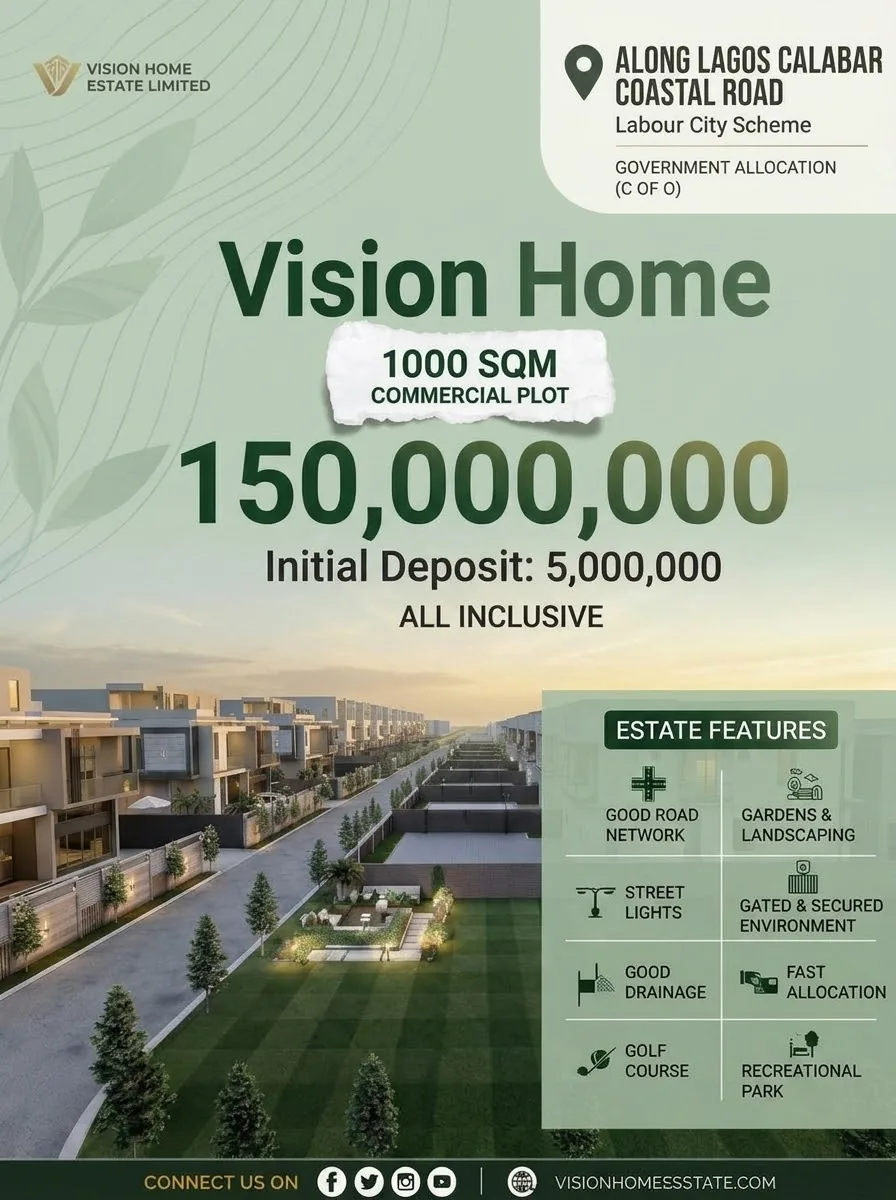 VISION HOME
ESTATE LIMITED
ALONG LAGOS CALABAR
COASTAL ROAD
Labour City Scheme
GOVERNMENT ALLOCATION
(C OF O)
Vision Home
1000 SQM
COMMERCIAL PLOT
150,000,000
Initial Deposit: 5,000,000
ALL INCLUSIVE
ESTATE FEATURES
GOOD ROAD
NETWORK
GARDENS &
LANDSCAPING
STREET
LIGHTS
GATED & SECURED
ENVIRONMENT
GOOD
DRAINAGE
FAST
ALLOCATION
GOLF
COURSE
RECREATIONAL
PARK
CONNECT US ON
VISIONHOMESSSTATE.COM